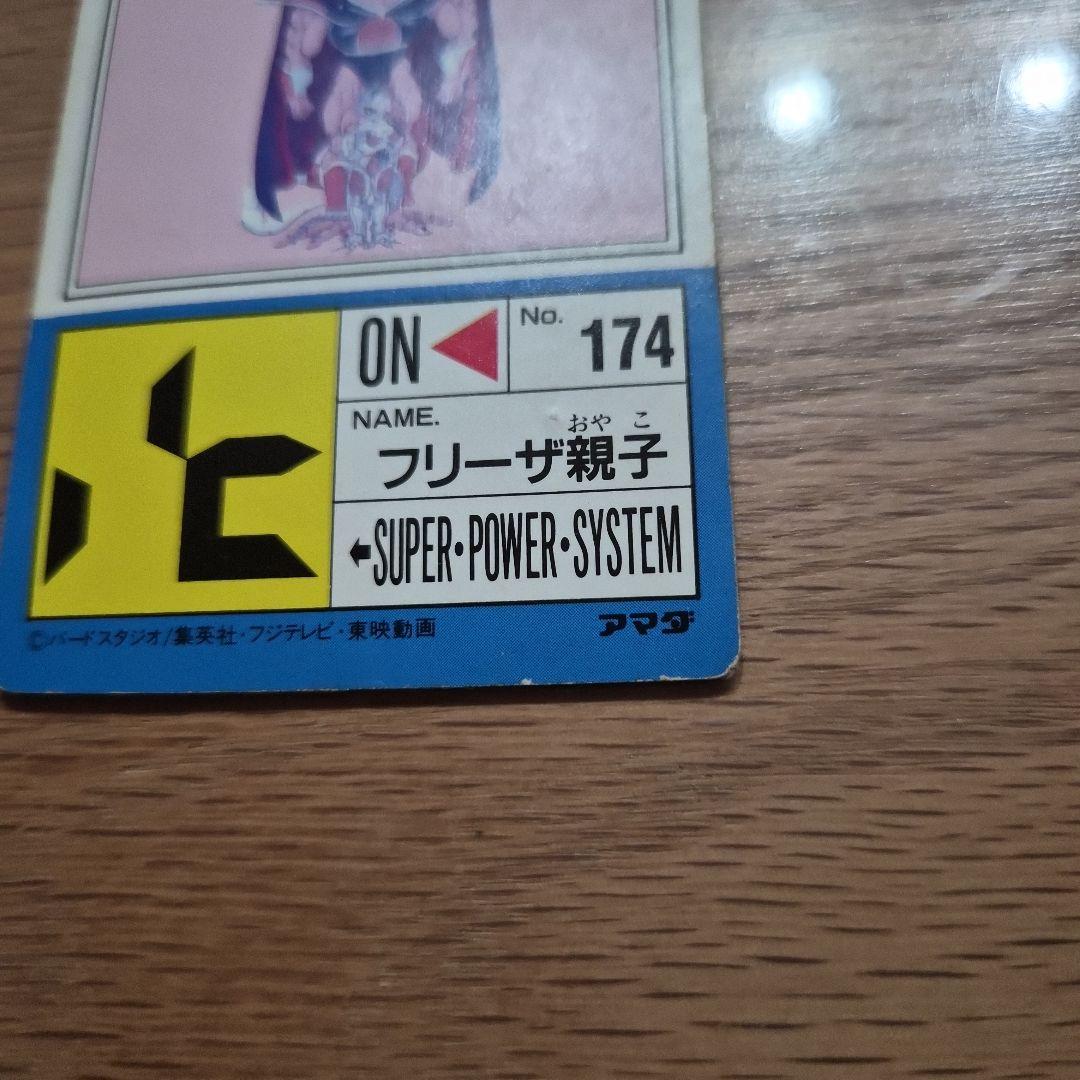 ON
No. 174
NAME.
おや こ
フリーザ親子
←SUPER・POWER・SYSTEM
©バードスタジオ/集英社・フジテレビ・東映動画
アマダ